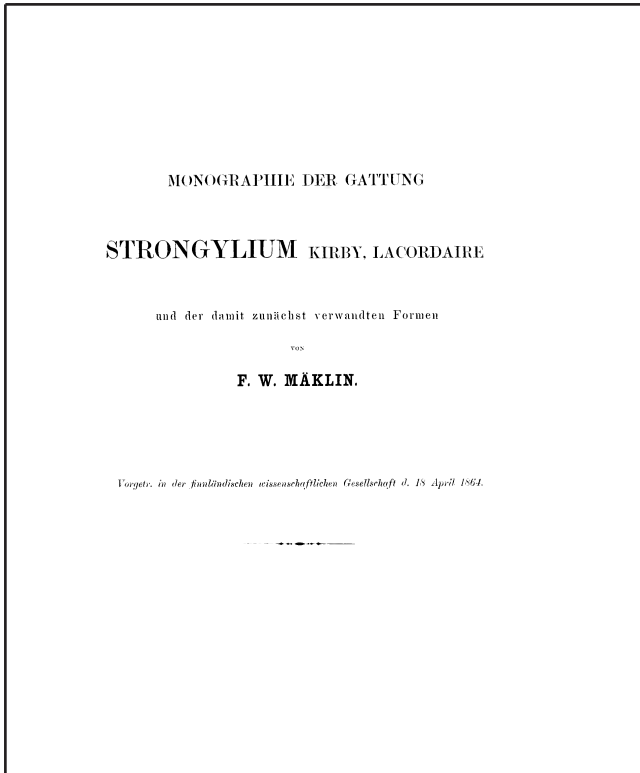 MONOGRAPHIE DER GATTUNG
STRONGYLIUM KIRBY, LACORDAIRE
und der damit zunächst verwandten Formen
von
F. W. MÄKLIN.
Vorgetr. in der finnländischen wissenschaftlichen Gesellschaft d. 18 April 1864.